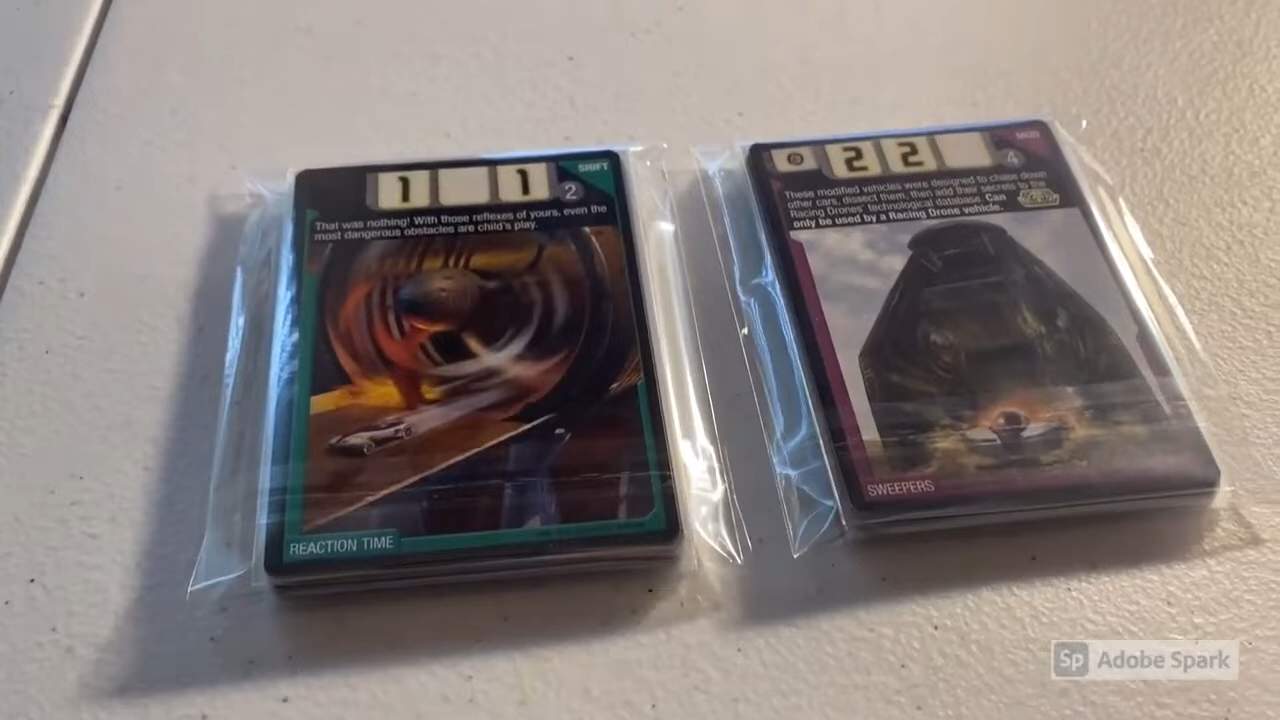 SHIFT
1 1
2
That was nothing! With those reflexes of yours, even the
most dangerous obstacles are child's play.
REACTION TIME
MOD
2 2
4
These modified vehicles were designed to chase down
other cars, dissect them, then add their secrets to the
Racing Drones' technological database. Can
only be used by a Racing Drone vehicle.
SWEEPERS
Sp Adobe Spark